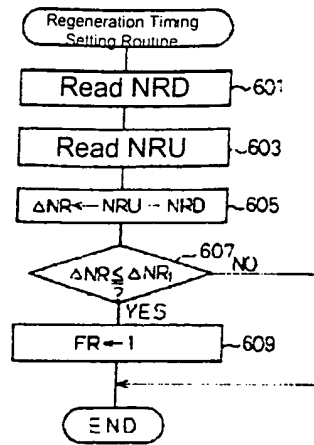 Regeneration Timing
Setting Routine
Read NRD
601
Read NRU
603
ΔNR←NRU－NRD
605
607
ΔNR≦ΔNR₁
?
NO
YES
FR←1
609
END